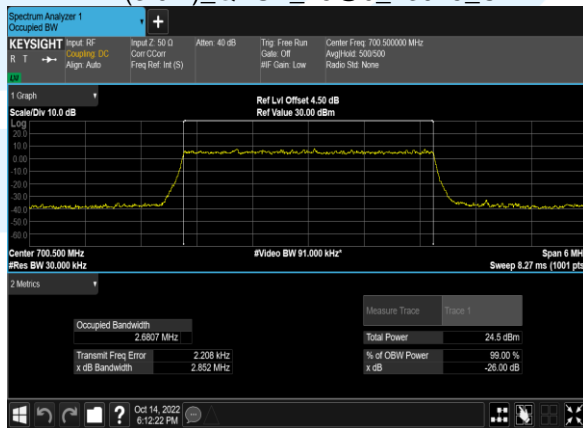 Spectrum Analyzer 1
Occupied BW
KEYSIGHT
R T
Input: RF
Coupling: DC
Align: Auto
Input Z: 50 Ω
Corr CCorr
Freq Ref: Int (S)
Atten: 40 dB
Trig: Free Run
Gate: Off
#IF Gain: Low
Center Freq: 700.500000 MHz
Avg|Hold: 500/500
Radio Std: None
1 Graph
Scale/Div 10.0 dB
Ref Lvl Offset 4.50 dB
Ref Value 30.00 dBm
Log
20.0
10.0
0.00
-10.0
-20.0
-30.0
-40.0
-50.0
-60.0
Center 700.500 MHz
#Res BW 30.000 kHz
#Video BW 91.000 kHz*
Span 6 MHz
Sweep 8.27 ms (1001 pts
2 Metrics
Measure Trace Trace 1
Occupied Bandwidth
2.6807 MHz
Total Power 24.5 dBm
Transmit Freq Error 2.208 kHz
% of OBW Power 99.00 %
x dB Bandwidth 2.852 MHz
x dB -26.00 dB
?
Oct 14, 2022
6:12:22 PM